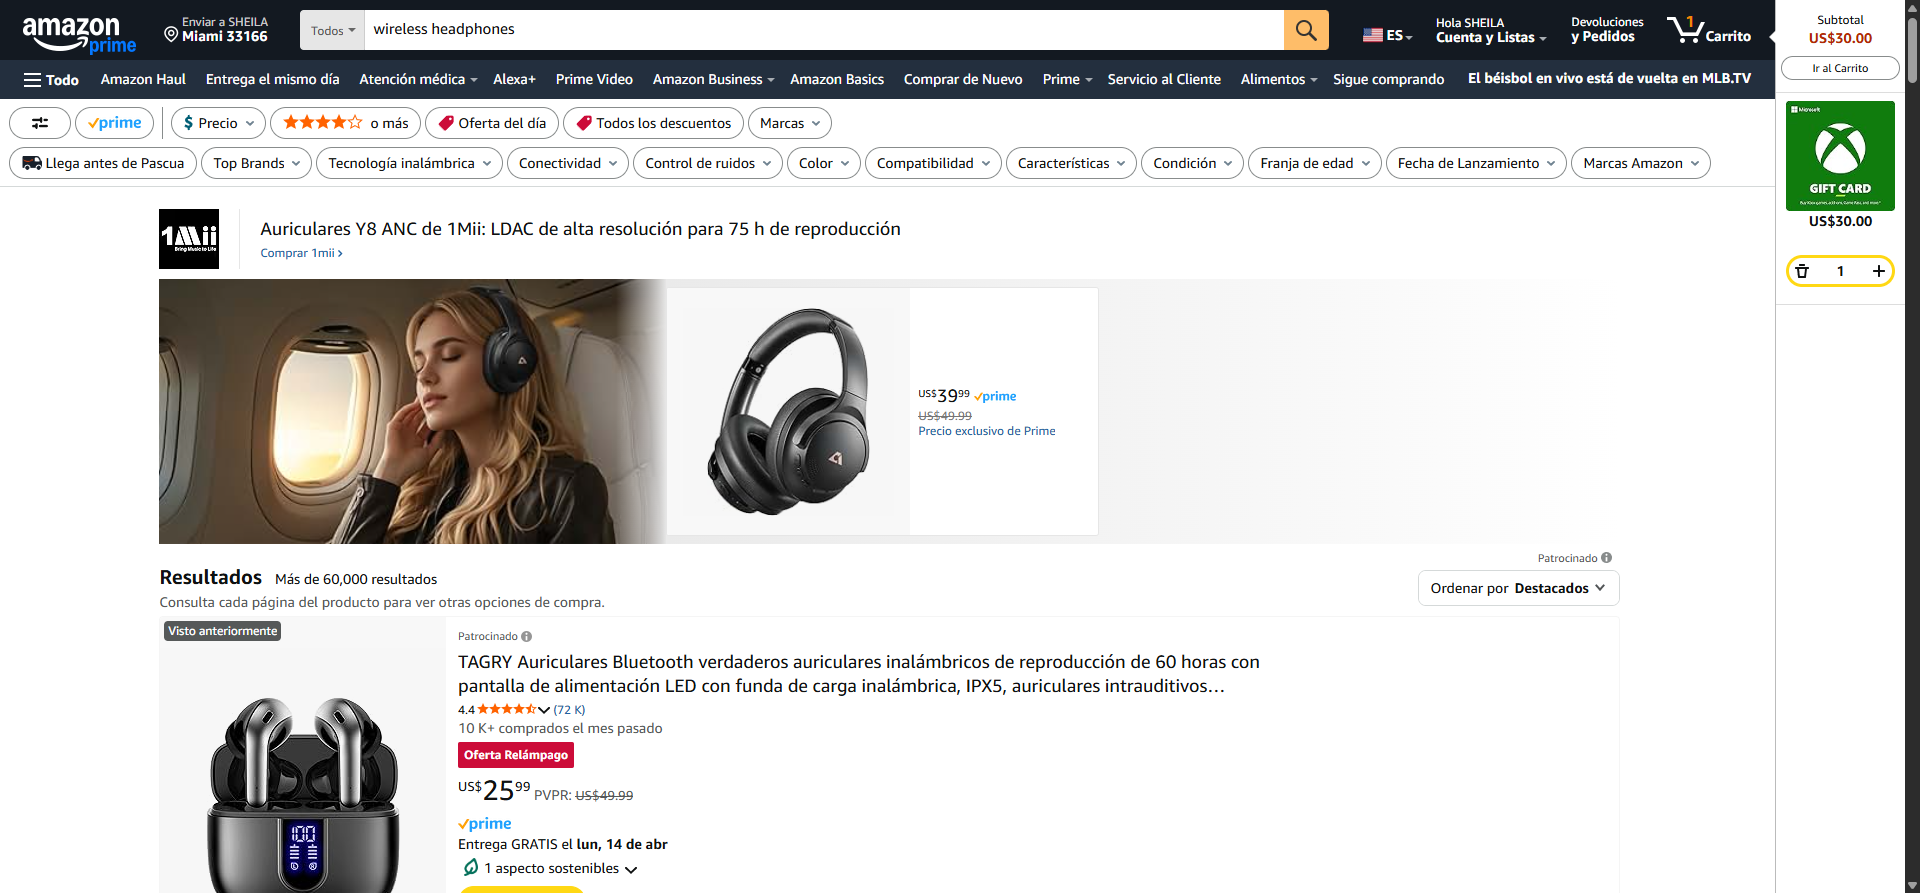 amazon
prime
Enviar a SHEILA
Miami 33166
Todos
wireless headphones
ES
Hola SHEILA
Cuenta y Listas
Devoluciones
y Pedidos
1
Carrito
Subtotal
US$30.00
Ir al Carrito
Todo
Amazon Haul
Entrega el mismo día
Atención médica
Alexa+
Prime Video
Amazon Business
Amazon Basics
Comprar de Nuevo
Prime
Servicio al Cliente
Alimentos
Sigue comprando
El béisbol en vivo está de vuelta en MLB.TV
prime
$ Precio
o más
Oferta del día
Todos los descuentos
Marcas
Llega antes de Pascua
Top Brands
Tecnología inalámbrica
Conectividad
Control de ruidos
Color
Compatibilidad
Características
Condición
Franja de edad
Fecha de Lanzamiento
Marcas Amazon
Microsoft
XBOX
GIFT CARD
US$30.00
1
1Mii
Bring Music to Life
Auriculares Y8 ANC de 1Mii: LDAC de alta resolución para 75 h de reproducción
Comprar 1mii ›
US$39.99 prime
US$49.99
Precio exclusivo de Prime
Patrocinado
Resultados Más de 60,000 resultados
Consulta cada página del producto para ver otras opciones de compra.
Ordenar por Destacados
Visto anteriormente
Patrocinado
TAGRY Auriculares Bluetooth verdaderos auriculares inalámbricos de reproducción de 60 horas con
pantalla de alimentación LED con funda de carga inalámbrica, IPX5, auriculares intrauditivos…
4.4 (72 K)
10 K+ comprados el mes pasado
Oferta Relámpago
US$25.99 PVPR: US$49.99
prime
Entrega GRATIS el lun, 14 de abr
1 aspecto sostenibles
100